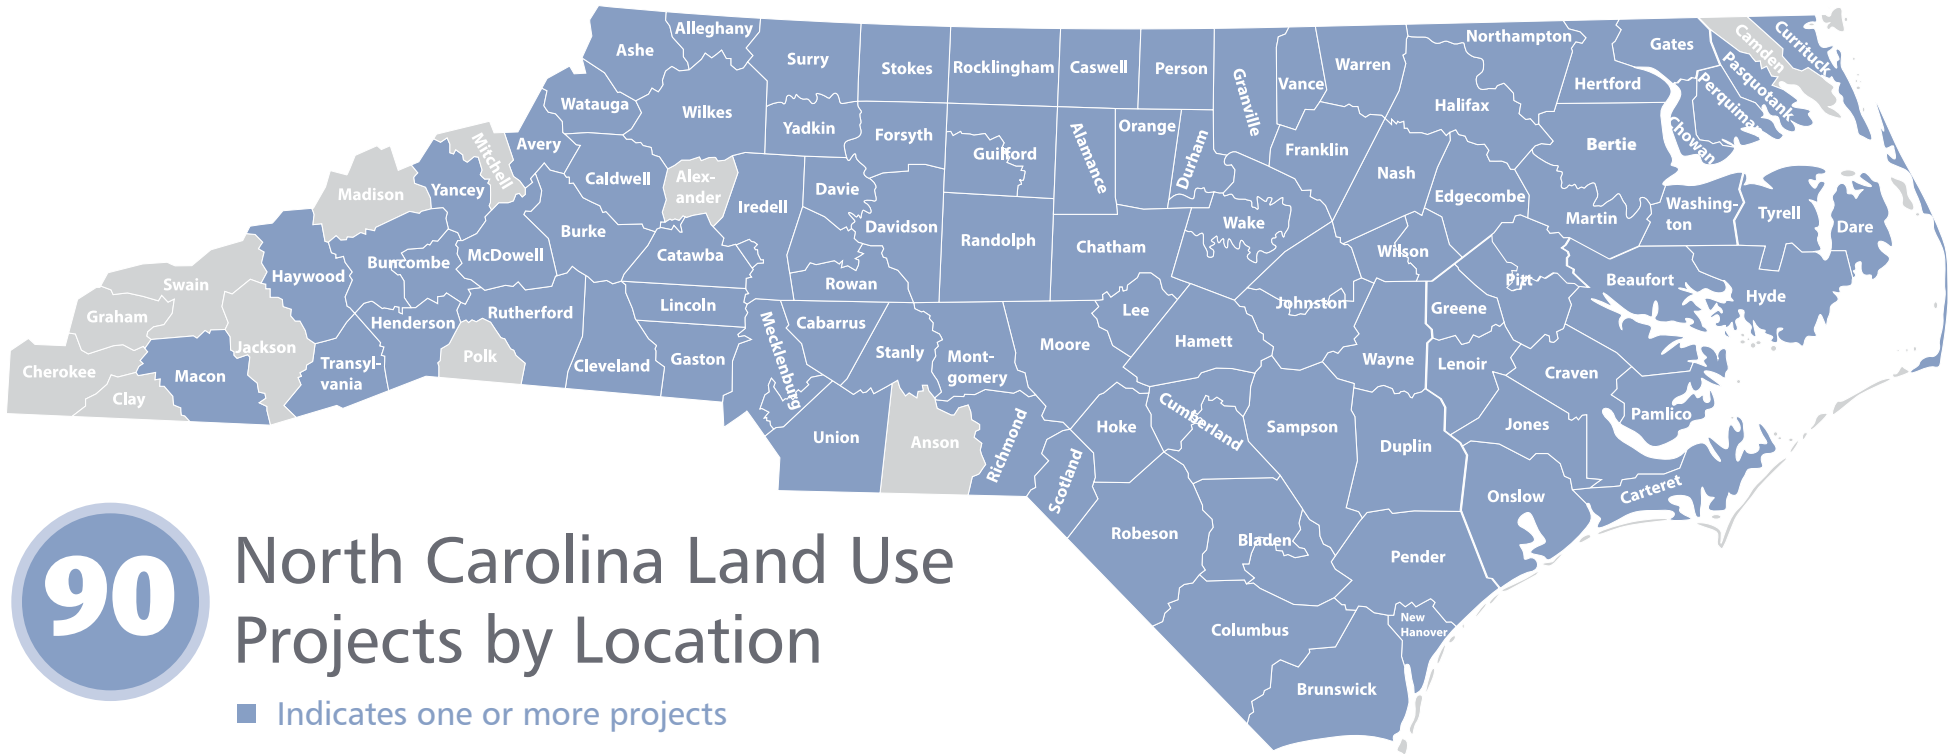 Alleghany
Ashe
Surry
Stokes
Rocklingham
Caswell
Person
Granville
Vance
Warren
Northampton
Gates
Camden
Currituck
Pasquotank
Perquima
Chowan
Hertford
Halifax
Watauga
Wilkes
Yadkin
Forsyth
Guilford
Alamance
Orange
Durham
Franklin
Nash
Edgecombe
Bertie
Mitchell
Avery
Madison
Yancey
Caldwell
Alex-
ander
Iredell
Davie
Davidson
Randolph
Chatham
Wake
Wilson
Martin
Washing-
ton
Tyrell
Dare
Swain
Haywood
Buncombe
McDowell
Burke
Catawba
Rowan
Lee
Johnston
Pitt
Greene
Beaufort
Hyde
Graham
Jackson
Henderson
Rutherford
Lincoln
Mecklenburg
Cabarrus
Stanly
Mont-
gomery
Moore
Hamett
Wayne
Lenoir
Craven
Pamlico
Cherokee
Clay
Macon
Transyl-
vania
Polk
Cleveland
Gaston
Union
Anson
Richmond
Scotland
Hoke
Cumberland
Sampson
Duplin
Jones
Onslow
Carteret
Robeson
Bladen
Pender
Columbus
New
Hanover
Brunswick
90
North Carolina Land Use
Projects by Location
Indicates one or more projects